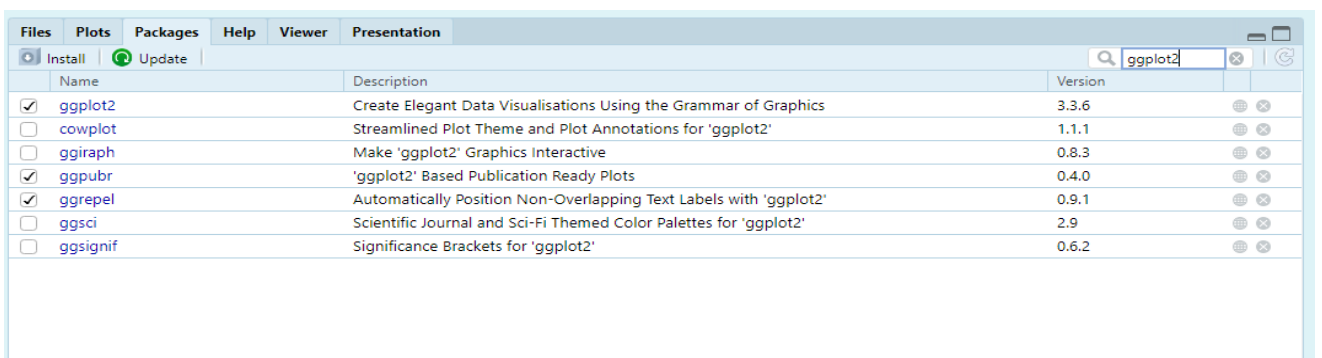 Files Plots Packages Help Viewer Presentation
Install Update ggplot2
Name Description Version
ggplot2 Create Elegant Data Visualisations Using the Grammar of Graphics 3.3.6
cowplot Streamlined Plot Theme and Plot Annotations for 'ggplot2' 1.1.1
ggiraph Make 'ggplot2' Graphics Interactive 0.8.3
ggpubr 'ggplot2' Based Publication Ready Plots 0.4.0
ggrepel Automatically Position Non-Overlapping Text Labels with 'ggplot2' 0.9.1
ggsci Scientific Journal and Sci-Fi Themed Color Palettes for 'ggplot2' 2.9
ggsignif Significance Brackets for 'ggplot2' 0.6.2